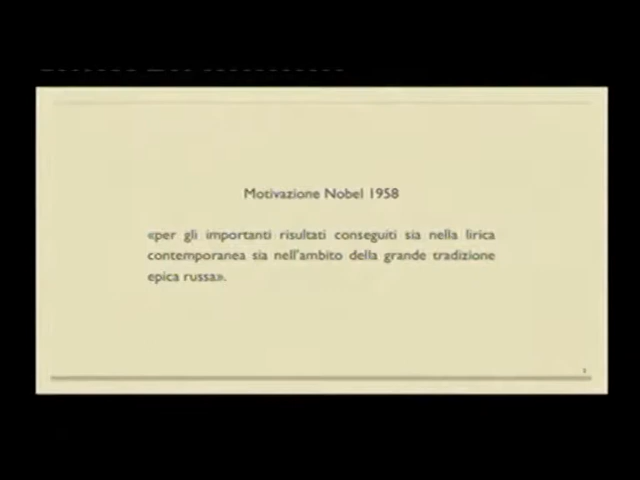 Motivazione Nobel 1958
«per gli importanti risultati conseguiti sia nella lirica
contemporanea sia nell'ambito della grande tradizione
epica russa».